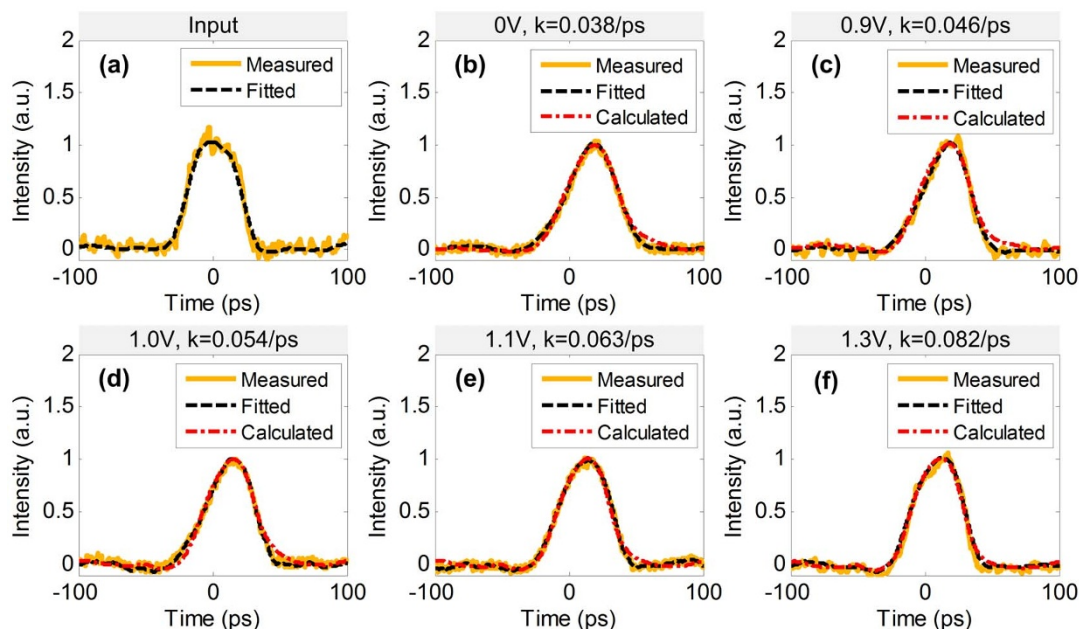 Input
(a)
Measured
Fitted
Intensity (a.u.)
2
1.5
1
0.5
0
-100
0
100
Time (ps)
0V, k=0.038/ps
(b)
Measured
Fitted
Calculated
Intensity (a.u.)
2
1.5
1
0.5
0
-100
0
100
Time (ps)
0.9V, k=0.046/ps
(c)
Measured
Fitted
Calculated
Intensity (a.u.)
2
1.5
1
0.5
0
-100
0
100
Time (ps)
1.0V, k=0.054/ps
(d)
Measured
Fitted
Calculated
Intensity (a.u.)
2
1.5
1
0.5
0
-100
0
100
Time (ps)
1.1V, k=0.063/ps
(e)
Measured
Fitted
Calculated
Intensity (a.u.)
2
1.5
1
0.5
0
-100
0
100
Time (ps)
1.3V, k=0.082/ps
(f)
Measured
Fitted
Calculated
Intensity (a.u.)
2
1.5
1
0.5
0
-100
0
100
Time (ps)